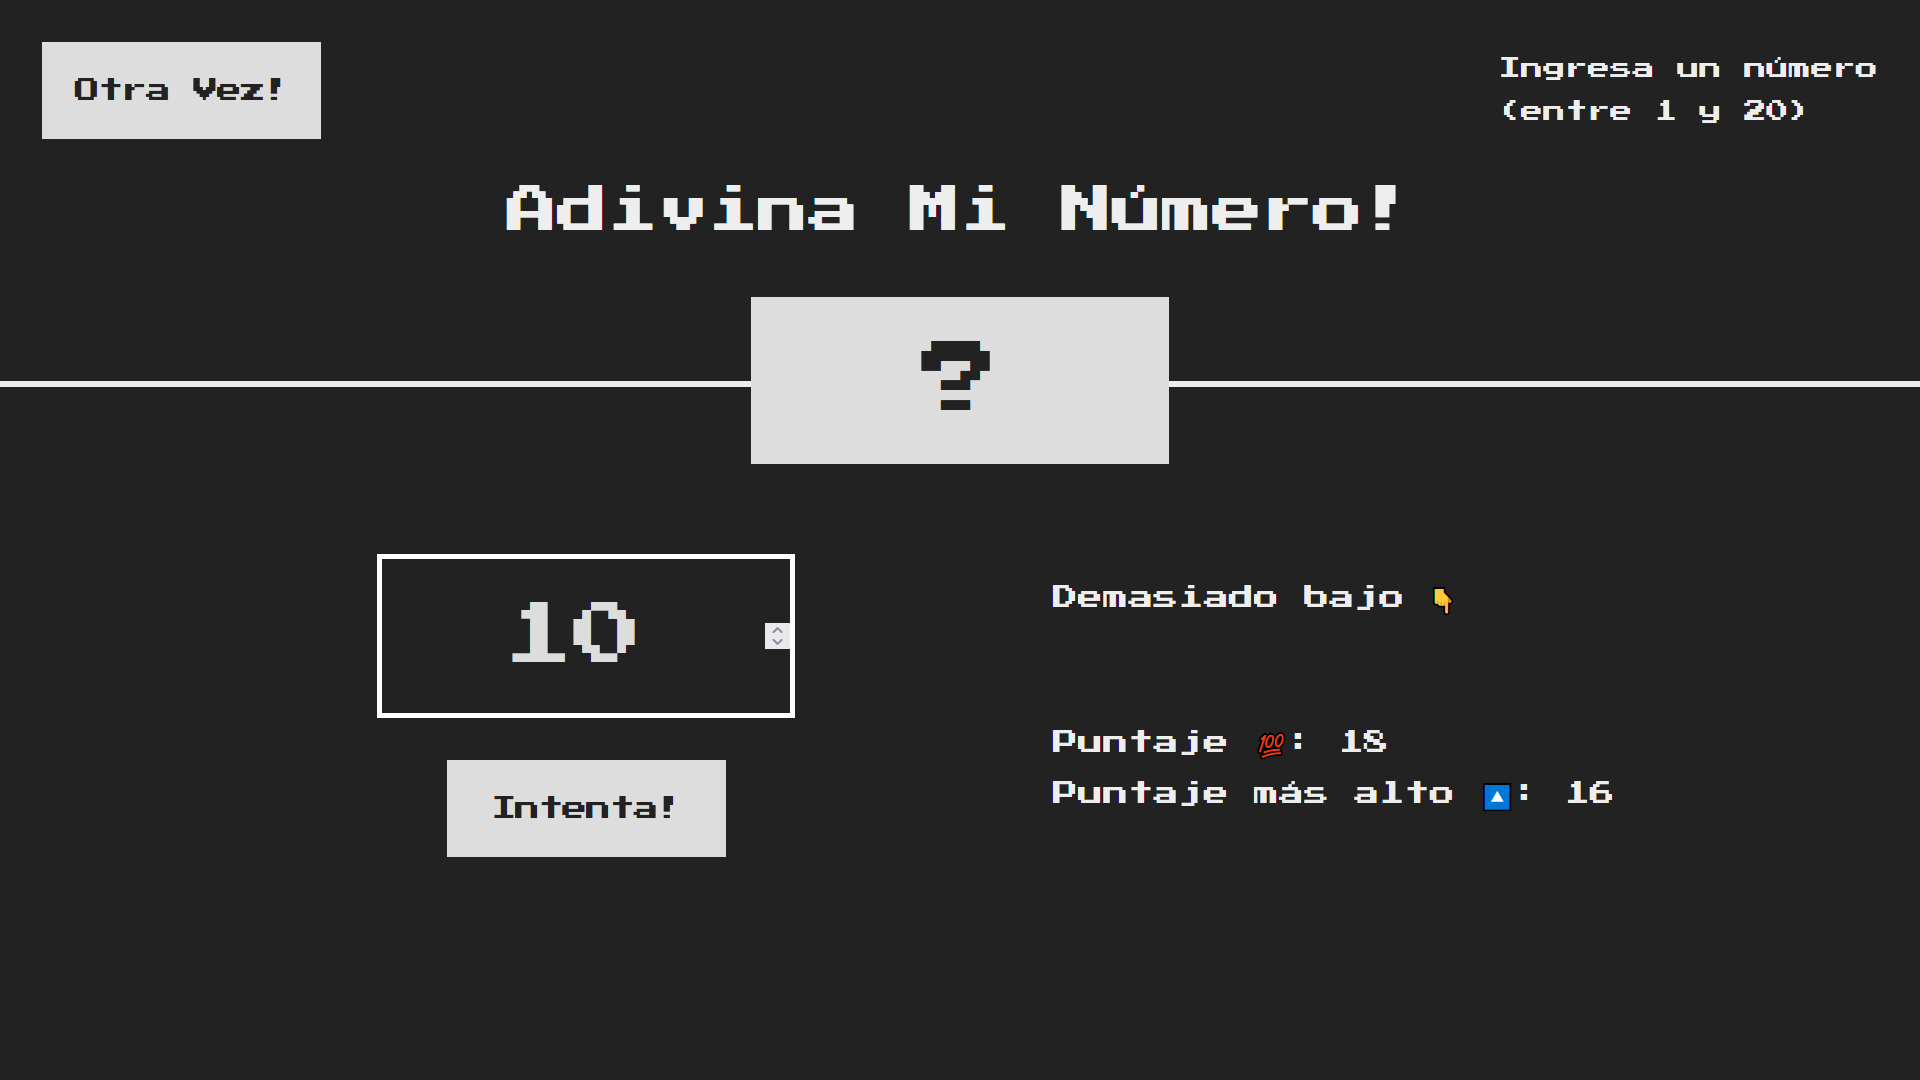 Otra Vez!
Ingresa un número
(entre 1 y 20)
Adivina Mi Número!
?
10
Demasiado bajo 👇
Intenta!
Puntaje 💯: 18
Puntaje más alto 🔼: 16